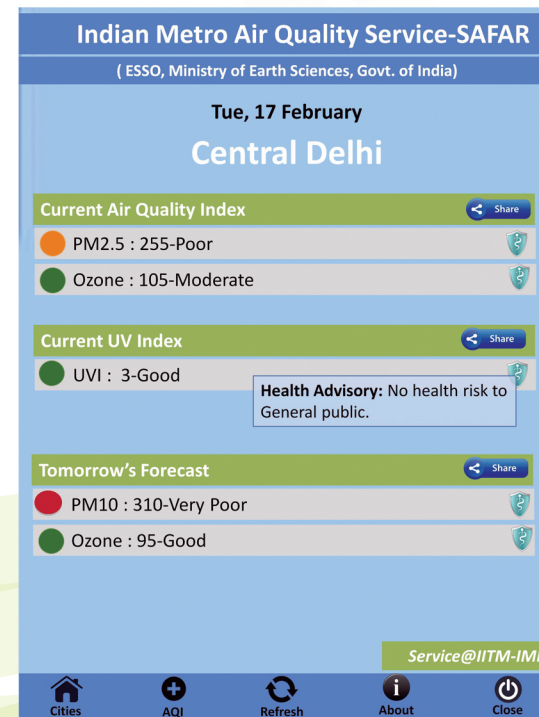 Indian Metro Air Quality Service-SAFAR
( ESSO, Ministry of Earth Sciences, Govt. of India)
Tue, 17 February
Central Delhi
Current Air Quality Index
Share
PM2.5 : 255-Poor
Ozone : 105-Moderate
Current UV Index
Share
UVI : 3-Good
Health Advisory: No health risk to
General public.
Tomorrow's Forecast
Share
PM10 : 310-Very Poor
Ozone : 95-Good
Service@IITM-IM
Cities
AQI
Refresh
About
Close